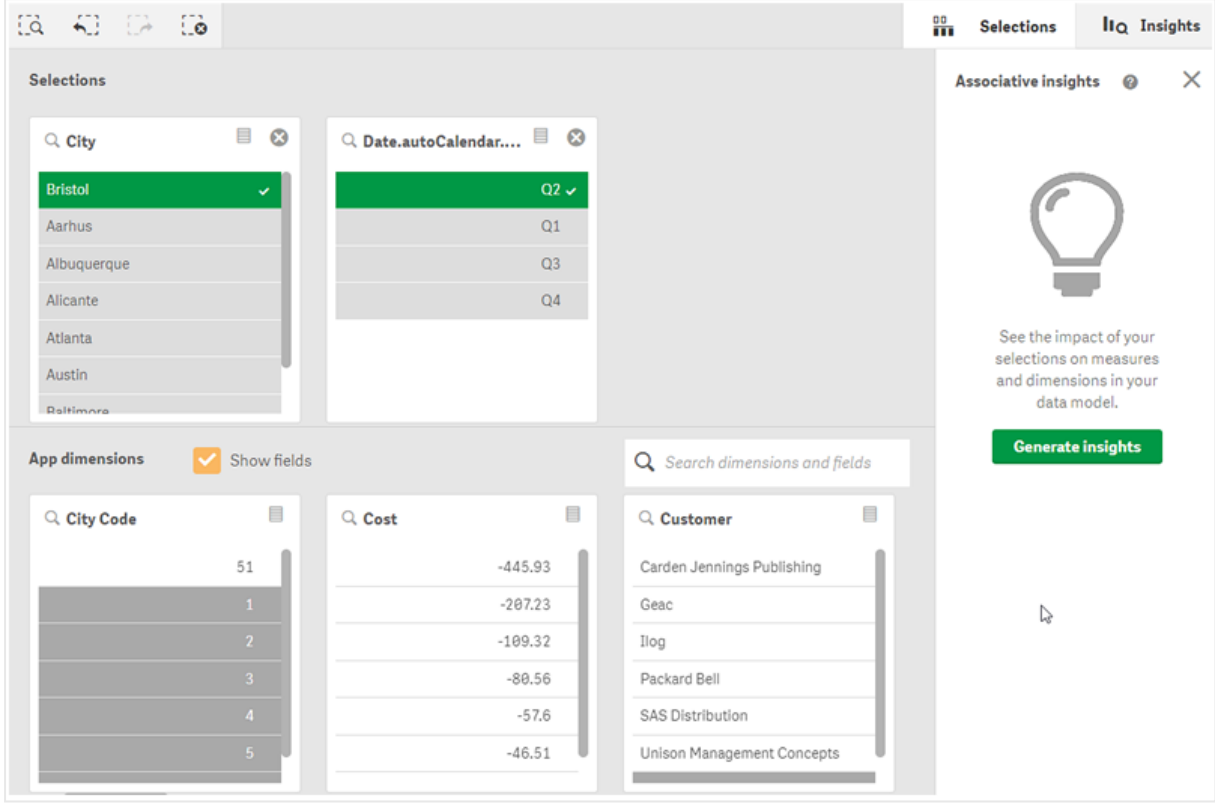 Selections
Insights
Selections
Associative insights
City
Date.autoCalendar....
Bristol
Aarhus
Albuquerque
Alicante
Atlanta
Austin
Baltimore
Q2
Q1
Q3
Q4
See the impact of your
selections on measures
and dimensions in your
data model.
Generate insights
App dimensions
Show fields
Search dimensions and fields
City Code
51
1
2
3
4
5
Cost
-445.93
-207.23
-109.32
-80.56
-57.6
-46.51
Customer
Carden Jennings Publishing
Geac
Ilog
Packard Bell
SAS Distribution
Unison Management Concepts